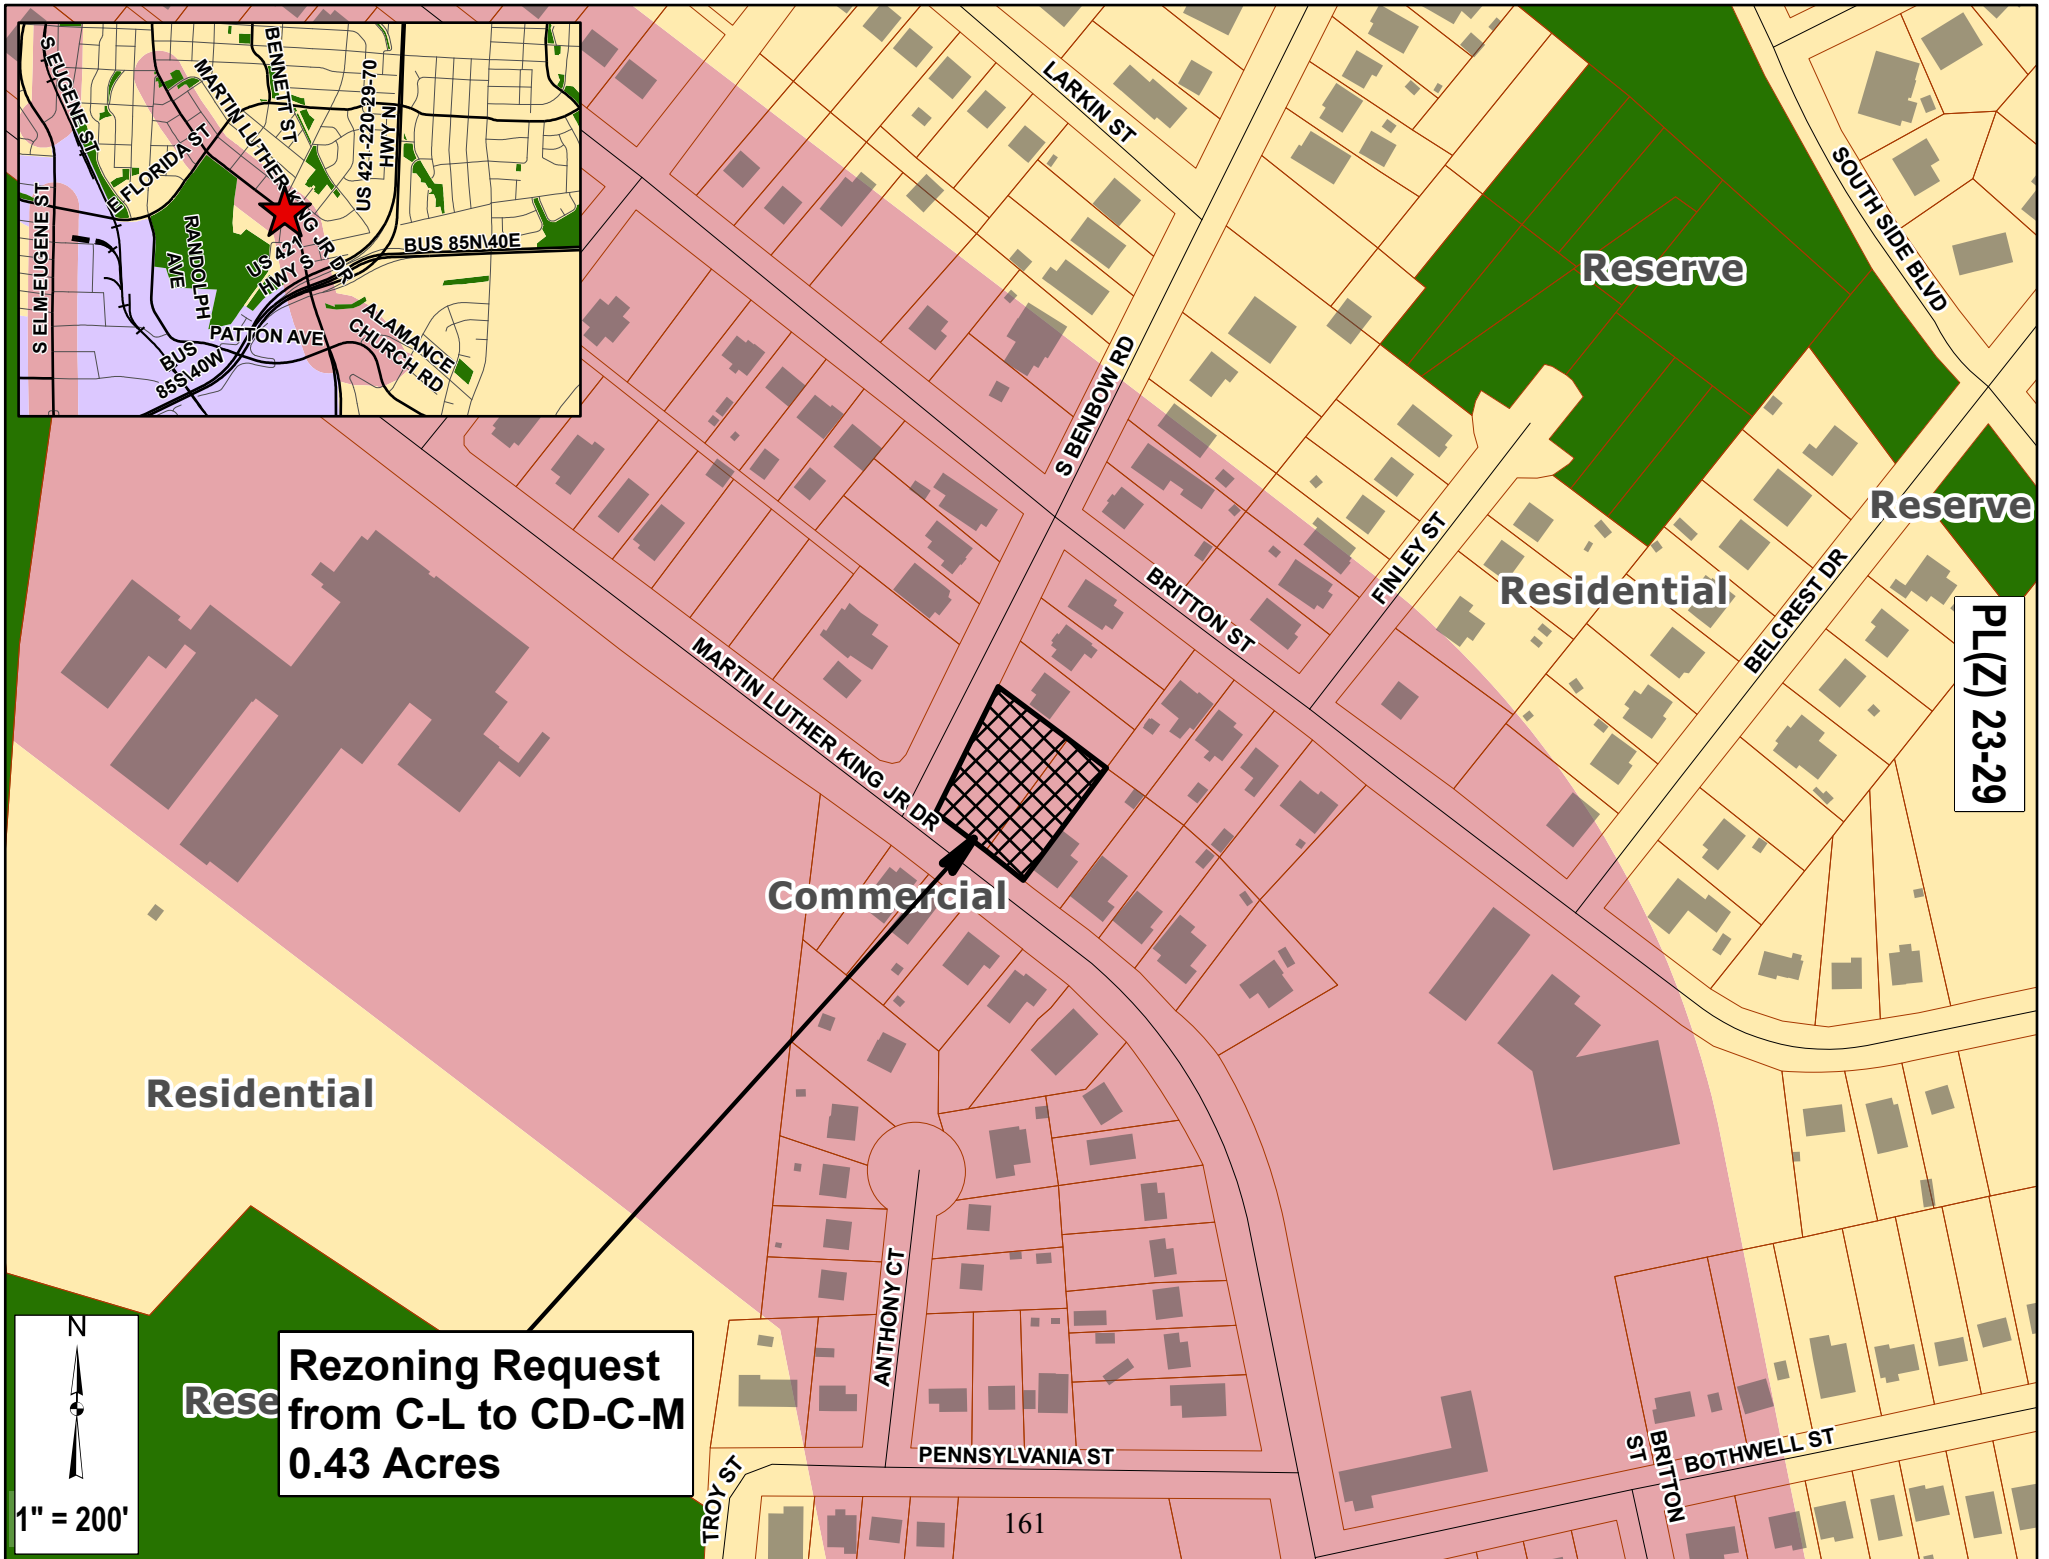 S EUGENE ST
BENNETT ST
MARTIN LUTHER KING JR DR
US 421-220-29-70
HWY N
FLORIDA ST
S ELM-EUGENE ST
RANDOLPH
AVE
US 421
HWY S
BUS 85N\40E
E
PATTON AVE
BUS
85S\40W
ALAMANCE
CHURCH RD
LARKIN ST
SOUTH SIDE BLVD
Reserve
S BENBOW RD
Reserve
FINLEY ST
BRITTON ST
Residential
BELCREST DR
PL(Z) 23-29
MARTIN LUTHER KING JR DR
Commercial
Residential
ANTHONY CT
N
1" = 200'
Rese
Rezoning Request
from C-L to CD-C-M
0.43 Acres
PENNSYLVANIA ST
TROY ST
BRITTON
ST
BOTHWELL ST
161